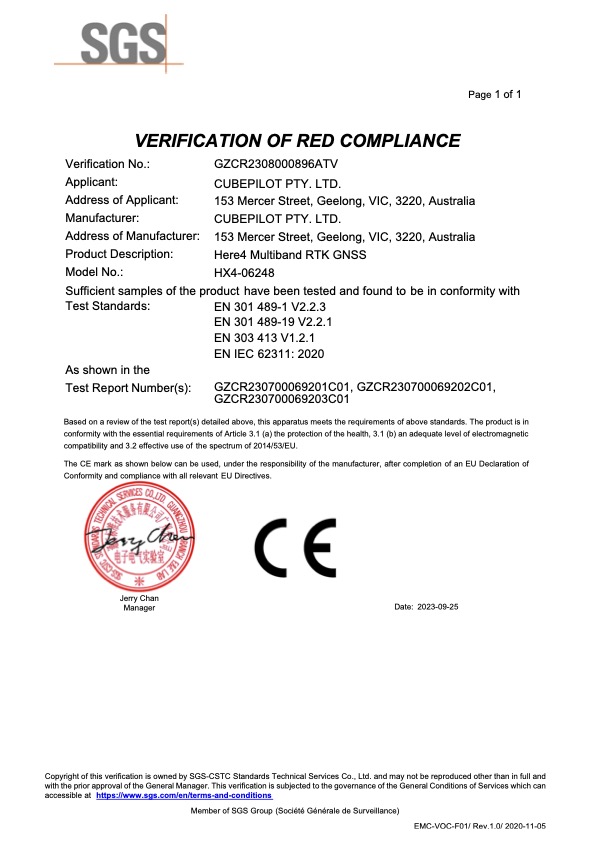 SGS
Page 1 of 1
VERIFICATION OF RED COMPLIANCE
Verification No.: GZCR2308000896ATV
Applicant: CUBEPILOT PTY. LTD.
Address of Applicant: 153 Mercer Street, Geelong, VIC, 3220, Australia
Manufacturer: CUBEPILOT PTY. LTD.
Address of Manufacturer: 153 Mercer Street, Geelong, VIC, 3220, Australia
Product Description: Here4 Multiband RTK GNSS
Model No.: HX4-06248
Sufficient samples of the product have been tested and found to be in conformity with
Test Standards: EN 301 489-1 V2.2.3
EN 301 489-19 V2.2.1
EN 303 413 V1.2.1
EN IEC 62311: 2020
As shown in the
Test Report Number(s): GZCR230700069201C01, GZCR230700069202C01,
GZCR230700069203C01
Based on a review of the test report(s) detailed above, this apparatus meets the requirements of above standards. The product is in
conformity with the essential requirements of Article 3.1 (a) the protection of the health, 3.1 (b) an adequate level of electromagnetic
compatibility and 3.2 effective use of the spectrum of 2014/53/EU.
The CE mark as shown below can be used, under the responsibility of the manufacturer, after completion of an EU Declaration of
Conformity and compliance with all relevant EU Directives.
SGS-CSTC STANDARDS TECHNICAL SERVICES CO.,LTD. GUANGZHOU BRANCH E&E LAB
电子电气实验室
Jerry Chan
CE
Jerry Chan
Manager
Date: 2023-09-25
Copyright of this verification is owned by SGS-CSTC Standards Technical Services Co., Ltd. and may not be reproduced other than in full and
with the prior approval of the General Manager. This verification is subjected to the governance of the General Conditions of Services which can
accessible at https://www.sgs.com/en/terms-and-conditions
Member of SGS Group (Société Générale de Surveillance)
EMC-VOC-F01/ Rev.1.0/ 2020-11-05